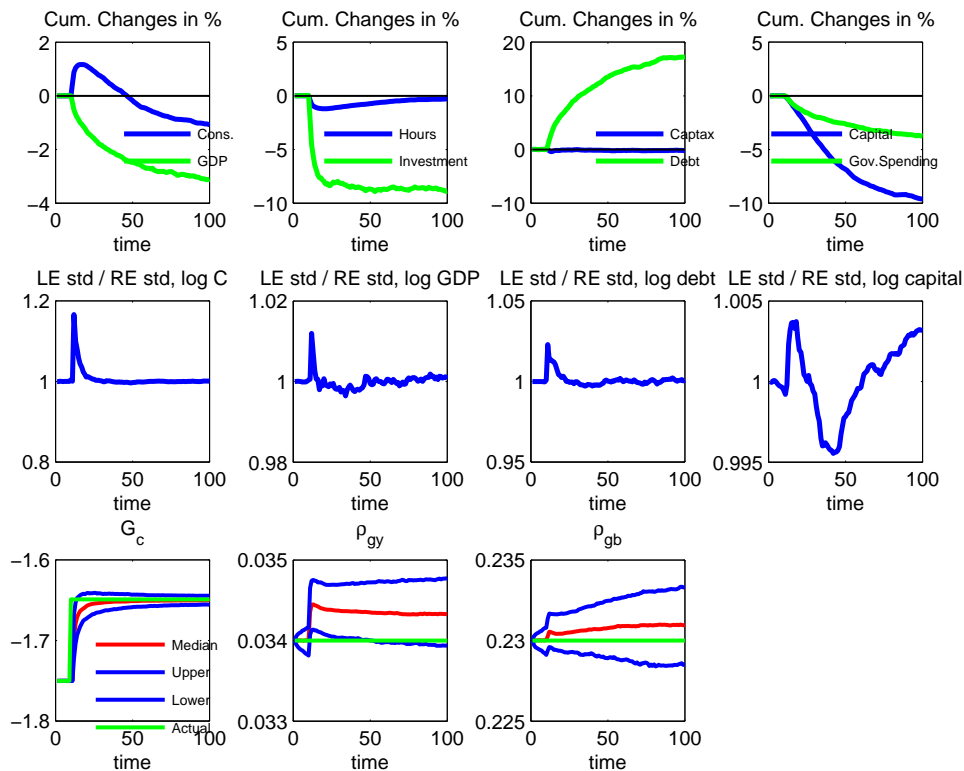 Cum. Changes in %
Cum. Changes in %
Cum. Changes in %
Cum. Changes in %
2
0
−2
−4
Cons.
GDP
0 50 100
time
5
0
−5
−10
Hours
Investment
0 50 100
time
20
10
0
−10
Captax
Debt
0 50 100
time
5
0
−5
−10
Capital
Gov.Spending
0 50 100
time
LE std / RE std, log C
LE std / RE std, log GDP
LE std / RE std, log debt
LE std / RE std, log capital
1.2
1
0.8
0 50 100
time
1.02
1
0.98
0 50 100
time
1.05
1
0.95
0 50 100
time
1.005
1
0.995
0 50 100
time
G_c
ρ_gy
ρ_gb
−1.6
−1.7
−1.8
Median
Upper
Lower
Actual
0 50 100
time
0.035
0.034
0.033
0 50 100
time
0.235
0.23
0.225
0 50 100
time